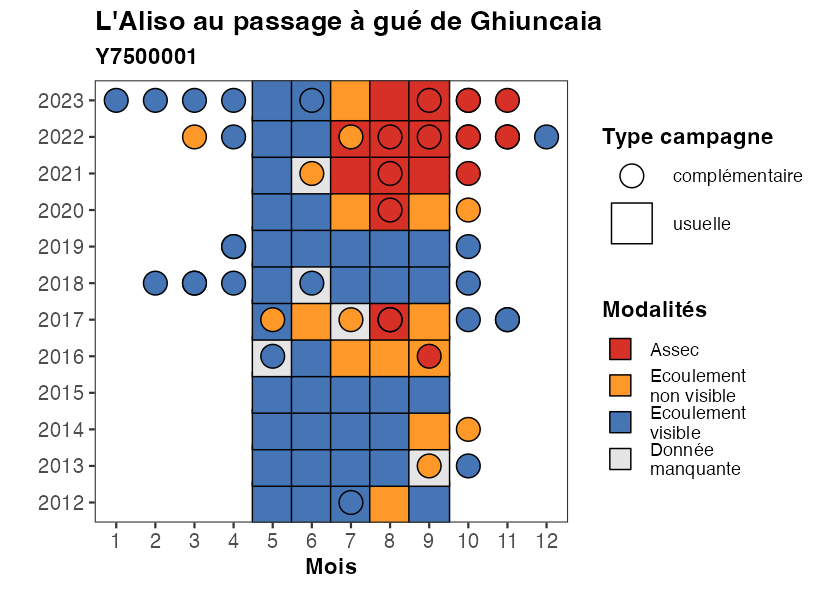 L'Aliso au passage à gué de Ghiuncaia
Y7500001
2023
2022
2021
2020
2019
2018
2017
2016
2015
2014
2013
2012
1 2 3 4 5 6 7 8 9 10 11 12
Mois
Type campagne
complémentaire
usuelle
Modalités
Assec
Ecoulement
non visible
Ecoulement
visible
Donnée
manquante